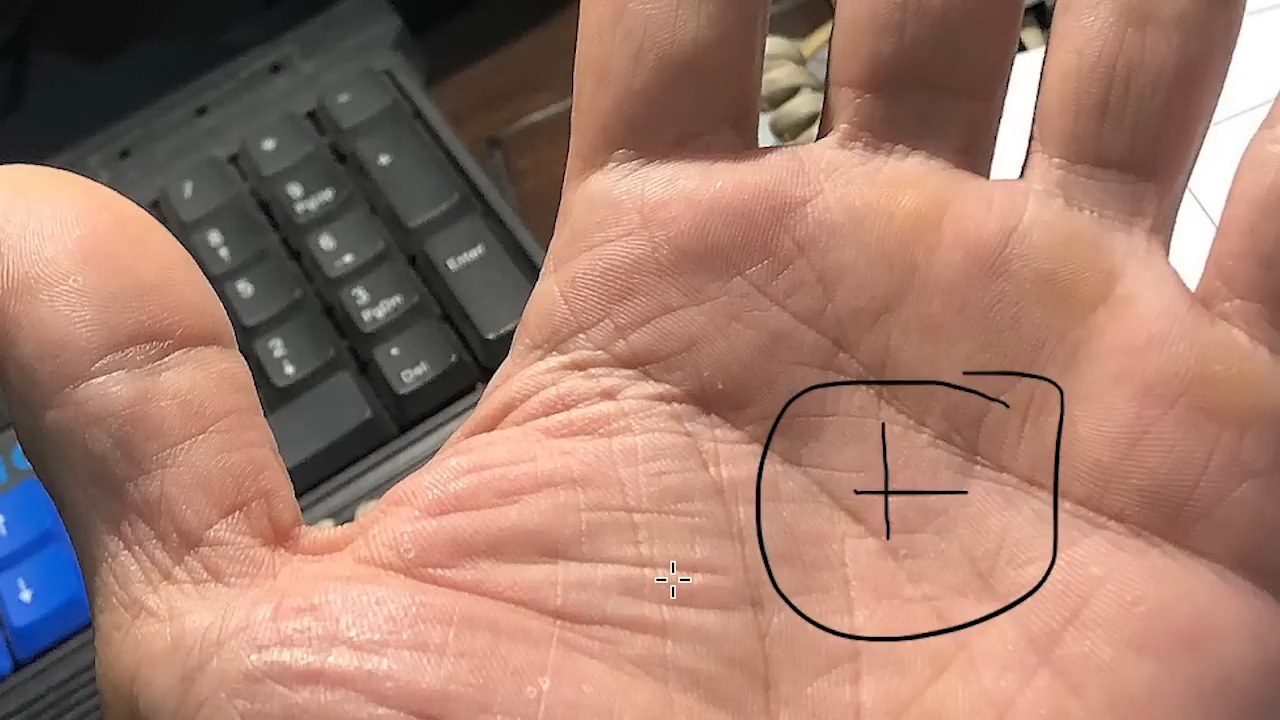 -
* +
/ 9 PgUp
8 ↑ 6 → Enter
5 3 PgDn
2 ↓ . Del
↑
↓
+